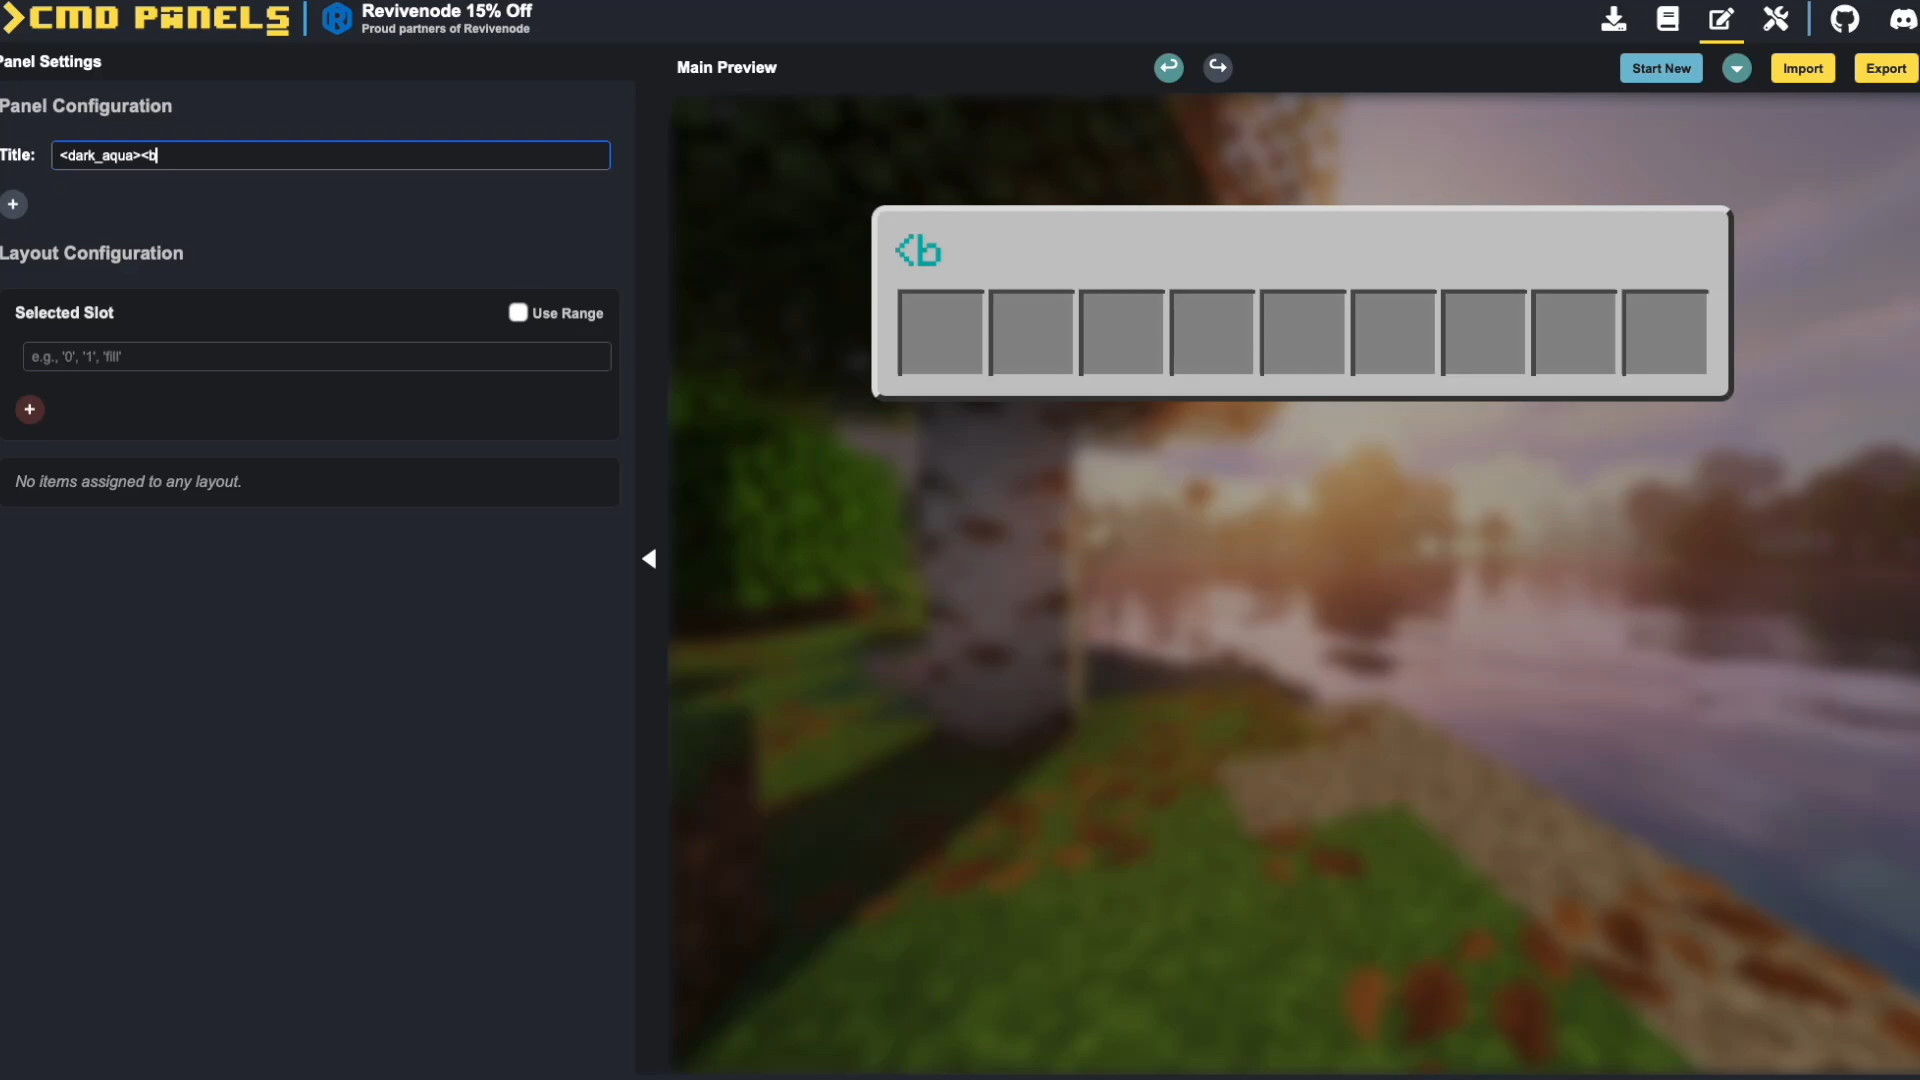 >CMD PANELS
Revivenode 15% Off
Proud partners of Revivenode
Panel Settings
Main Preview
Start New
Import
Export
Panel Configuration
Title:
<dark_aqua><b
<b
Layout Configuration
Selected Slot
Use Range
e.g., '0', '1', 'fill'
No items assigned to any layout.